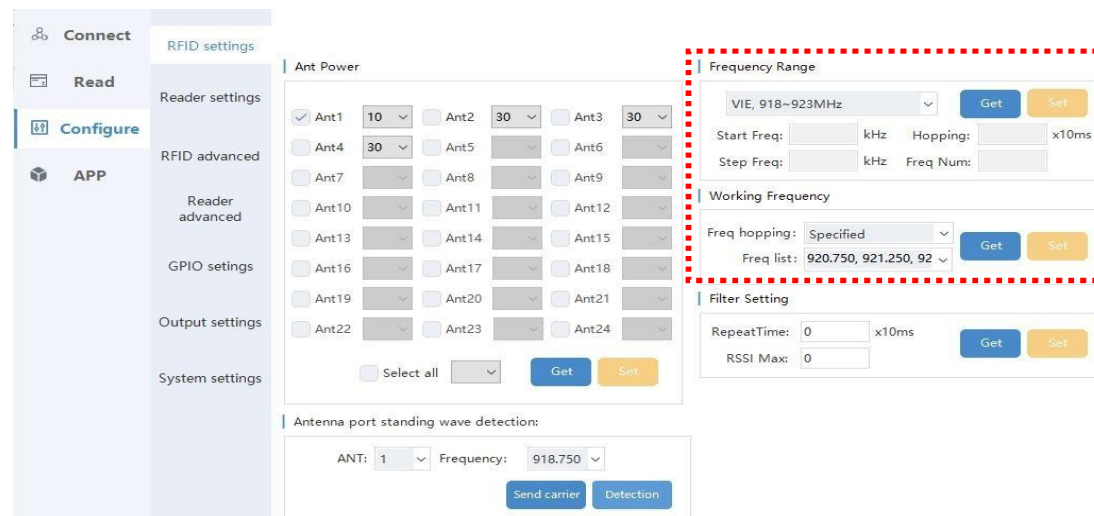 Connect
Read
Configure
APP
RFID settings
Reader settings
RFID advanced
Reader
advanced
GPIO setings
Output settings
System settings
Ant Power
Ant1 10 Ant2 30 Ant3 30
Ant4 30 Ant5 Ant6
Ant7 Ant8 Ant9
Ant10 Ant11 Ant12
Ant13 Ant14 Ant15
Ant16 Ant17 Ant18
Ant19 Ant20 Ant21
Ant22 Ant23 Ant24
Select all Get Set
Antenna port standing wave detection:
ANT: 1 Frequency: 918.750
Send carrier Detection
Frequency Range
VIE, 918~923MHz Get Set
Start Freq: kHz Hopping: x10ms
Step Freq: kHz Freq Num:
Working Frequency
Freq hopping: Specified
Get Set
Freq list: 920.750, 921.250, 92
Filter Setting
RepeatTime: 0 x10ms
Get Set
RSSI Max: 0